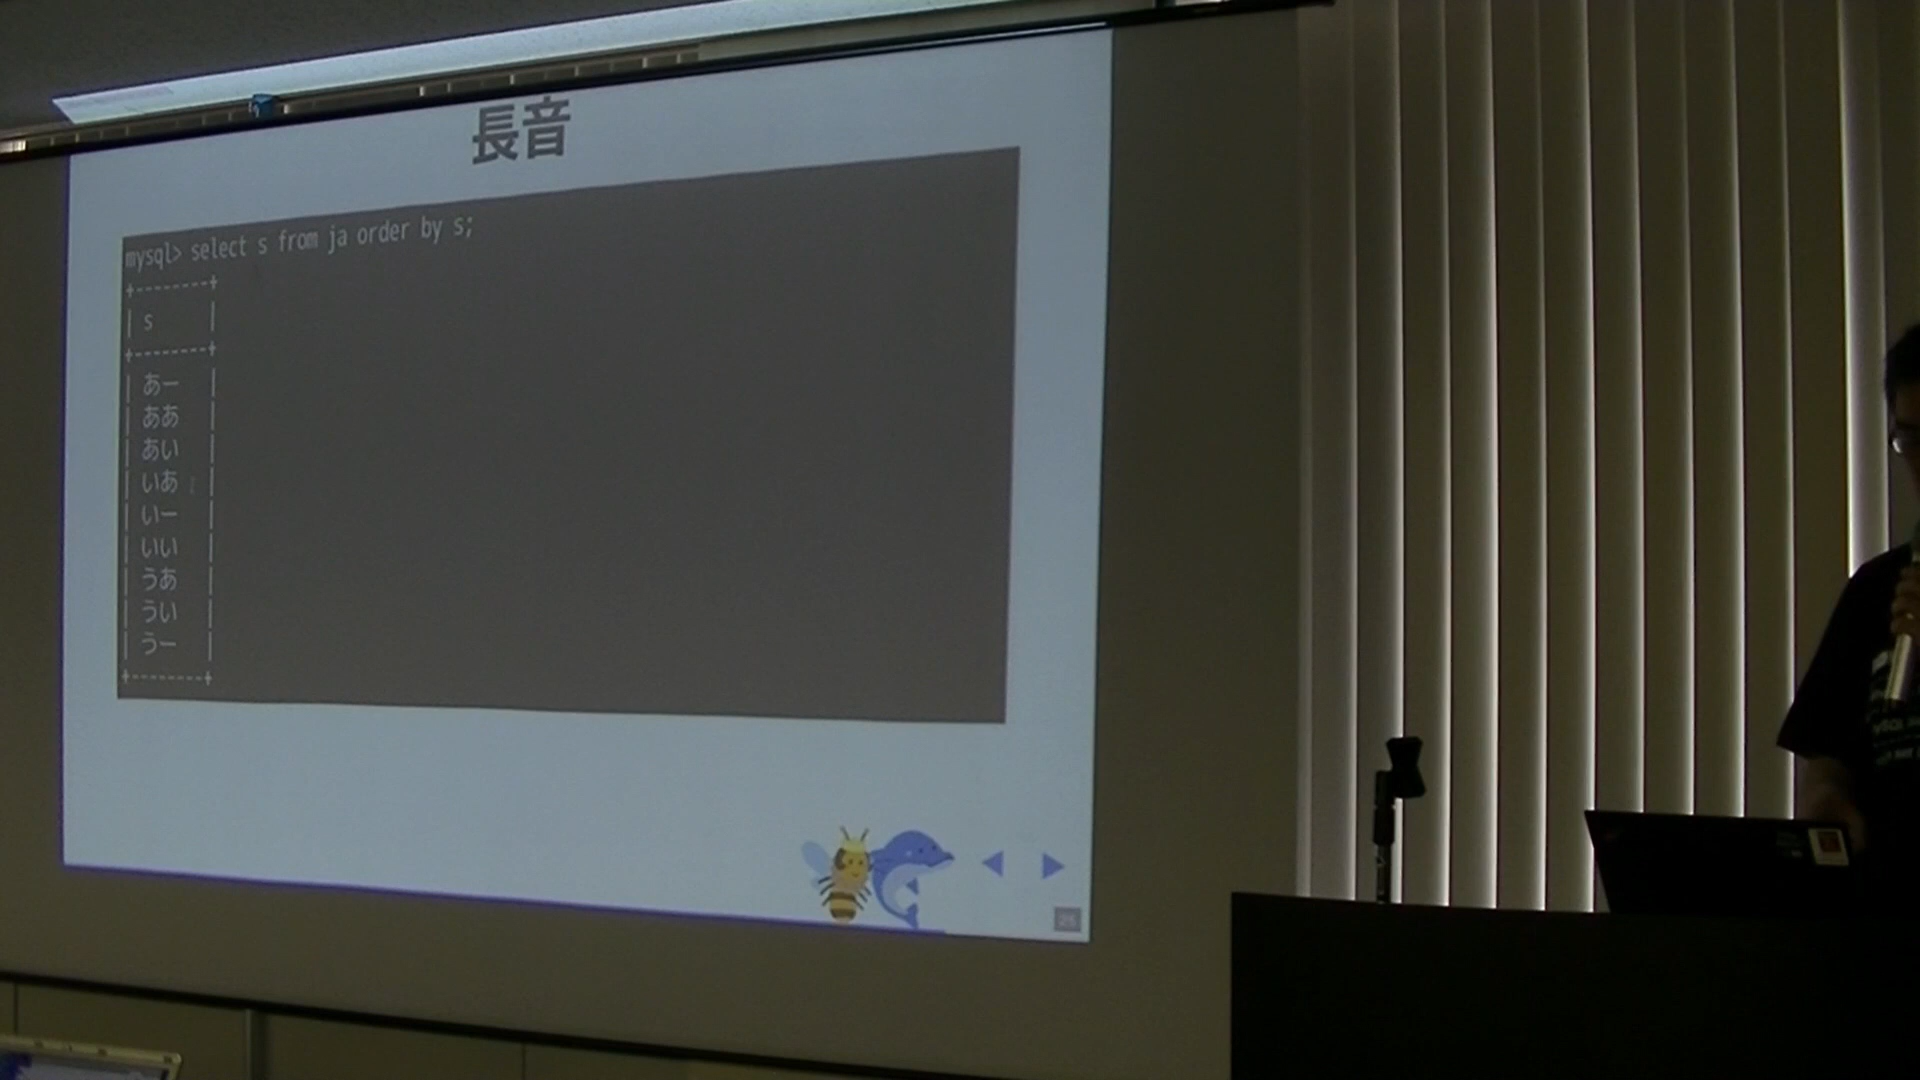 長音
mysql> select s from ja order by s;
+--------+
| s      |
+--------+
| あー   |
| ああ   |
| あい   |
| いあ   |
| いー   |
| いい   |
| うあ   |
| うい   |
| うー   |
+--------+